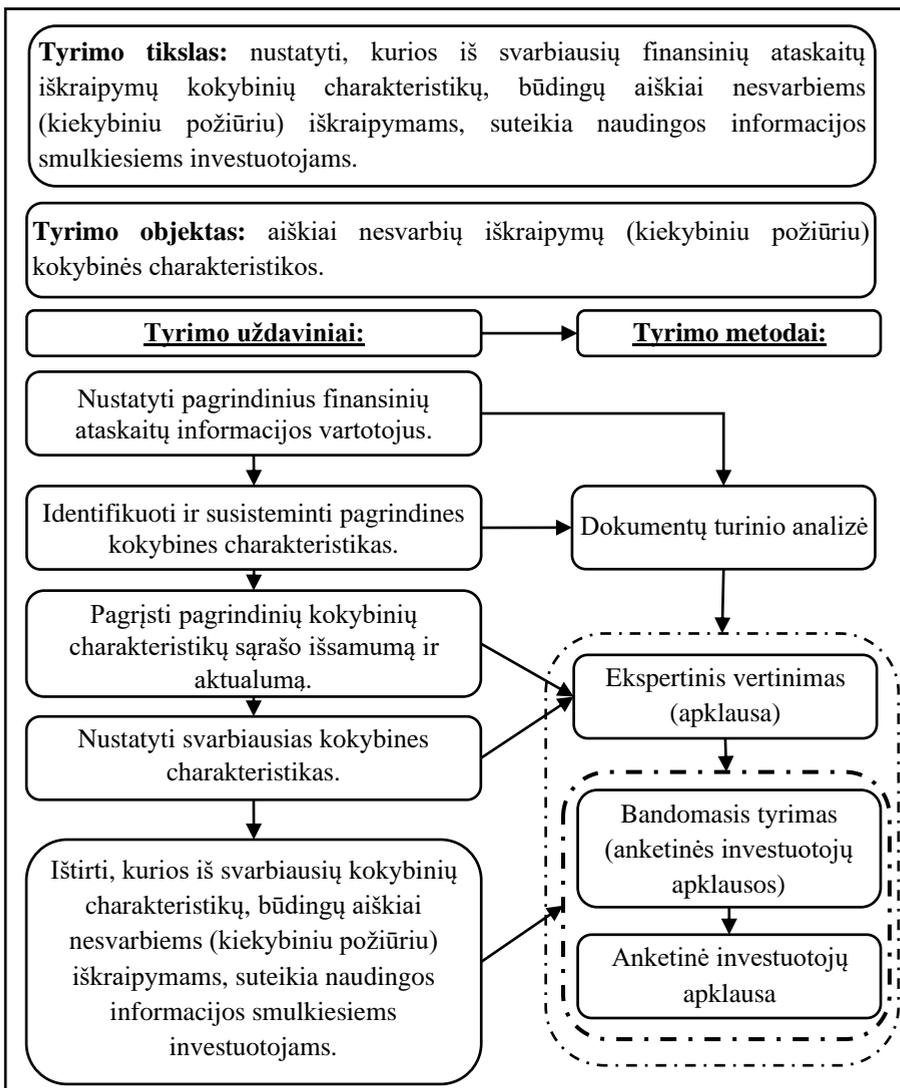 Tyrimo tikslas: nustatyti, kurios iš svarbiausių finansinių ataskaitų
iškraipymų kokybinių charakteristikų, būdingų aiškiai nesvarbiems
(kiekybiniu požiūriu) iškraipymams, suteikia naudingos informacijos
smulkiesiems investuotojams.
Tyrimo objektas: aiškiai nesvarbių iškraipymų (kiekybiniu požiūriu)
kokybinės charakteristikos.
Tyrimo uždaviniai:
Tyrimo metodai:
Nustatyti pagrindinius finansinių
ataskaitų informacijos vartotojus.
Identifikuoti ir susisteminti pagrindines
kokybines charakteristikas.
Dokumentų turinio analizė
Pagrįsti pagrindinių kokybinių
charakteristikų sąrašo išsamumą ir
aktualumą.
Ekspertinis vertinimas
(apklausa)
Nustatyti svarbiausias kokybines
charakteristikas.
Bandomasis tyrimas
(anketinės investuotojų
apklausos)
Ištirti, kurios iš svarbiausių kokybinių
charakteristikų, būdingų aiškiai
nesvarbiems (kiekybiniu požiūriu)
iškraipymams, suteikia naudingos
informacijos smulkiesiems
investuotojams.
Anketinė investuotojų
apklausa